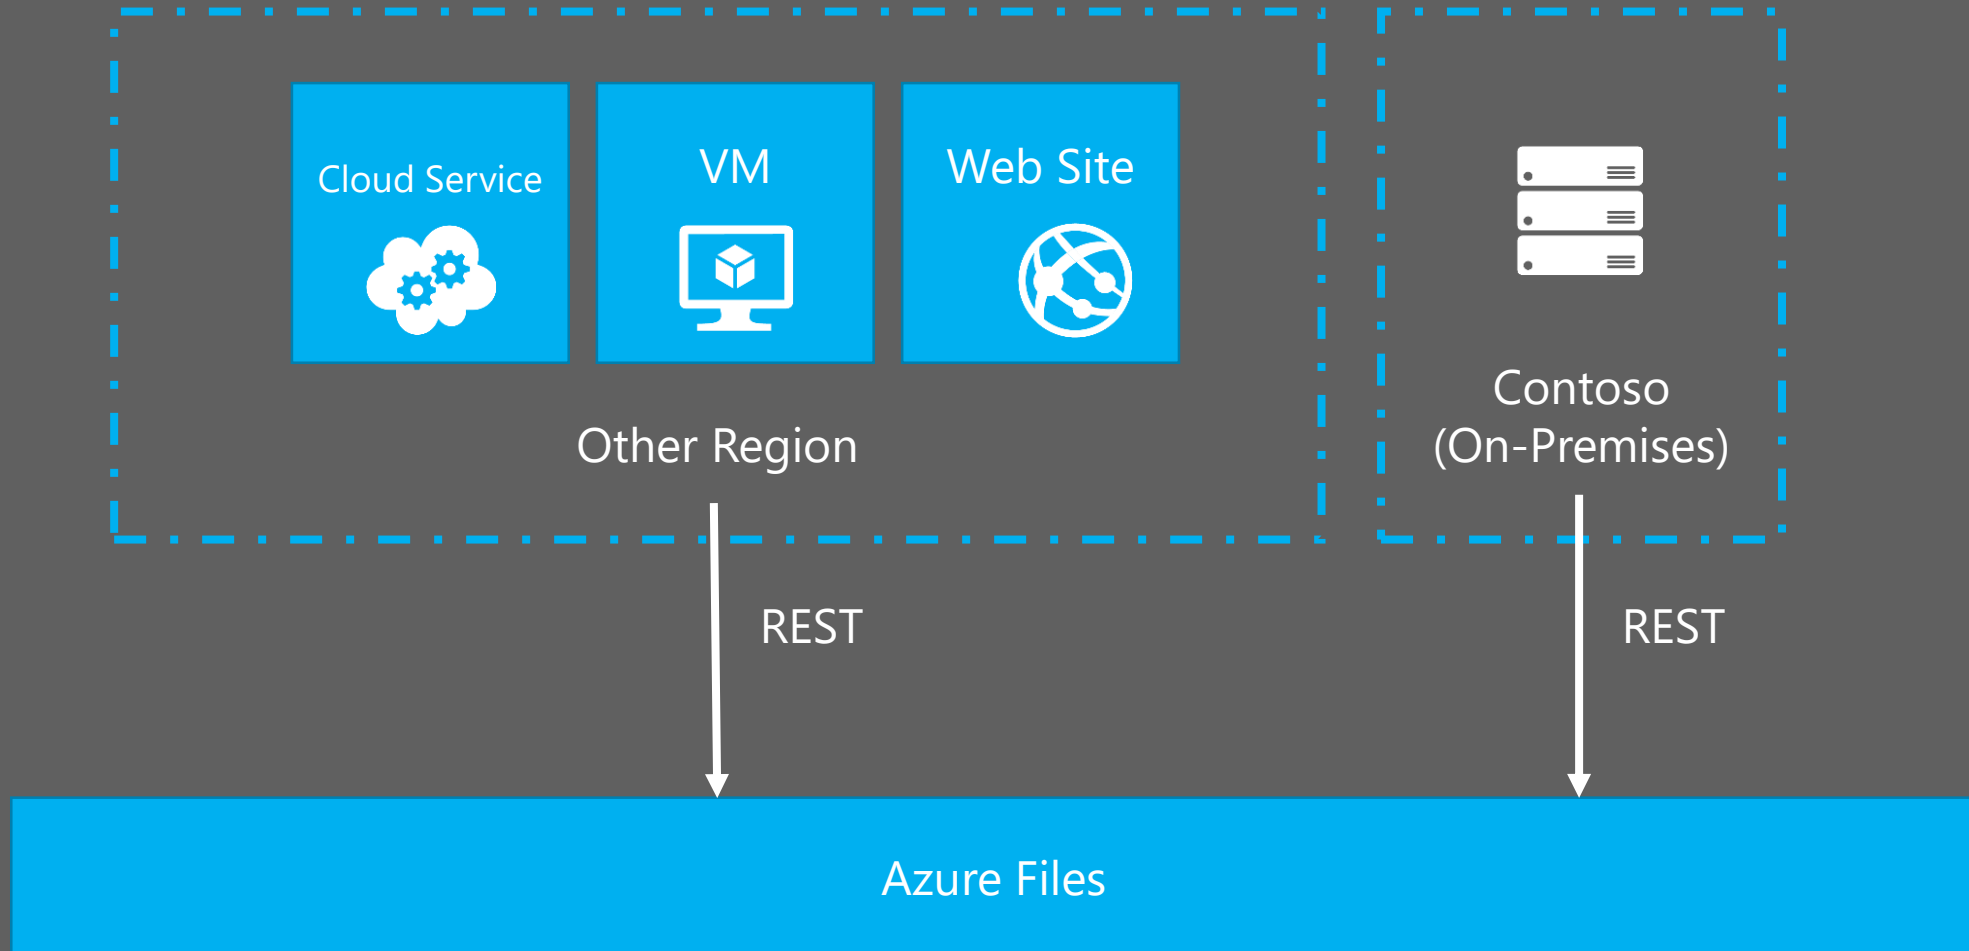 Cloud Service
VM
Web Site
Other Region
Contoso
(On-Premises)
REST
REST
Azure Files